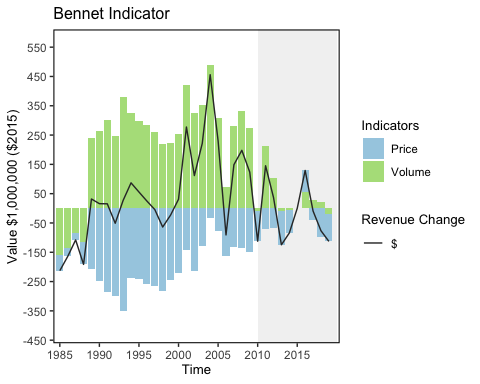 Bennet Indicator
Value $1,000,000 ($2015)
550
450
350
250
150
50
-50
-150
-250
-350
-450
1985 1990 1995 2000 2005 2010 2015
Time
Indicators
Price
Volume
Revenue Change
$